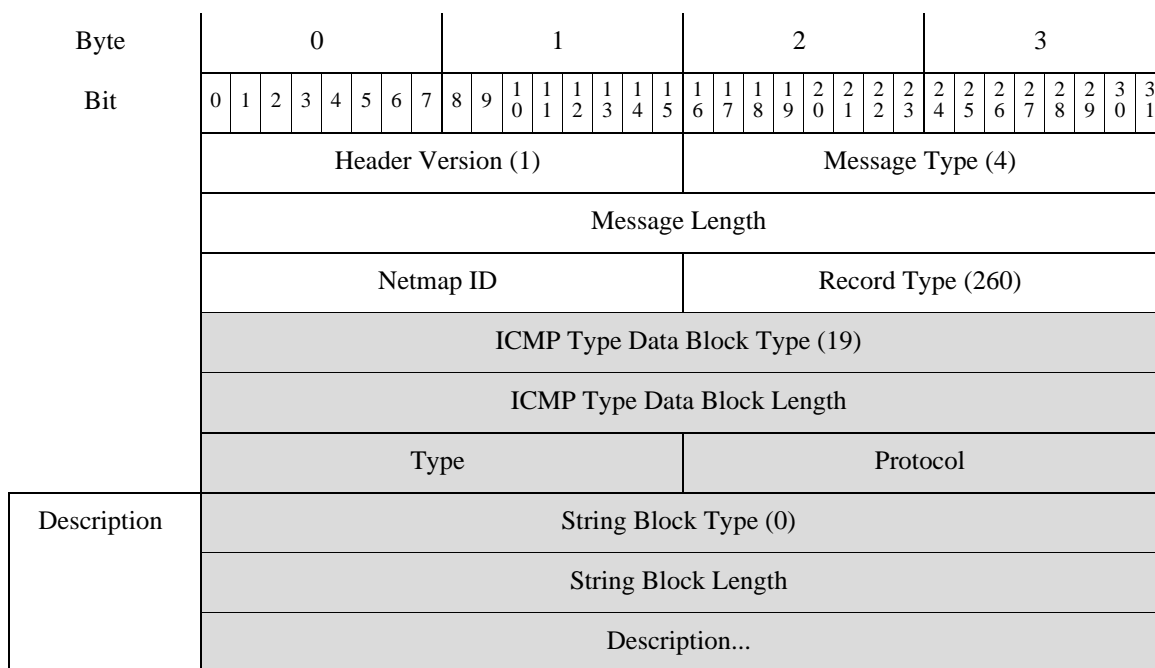 Byte 0 1 2 3
Bit 0 1 2 3 4 5 6 7 8 9 10 11 12 13 14 15 16 17 18 19 20 21 22 23 24 25 26 27 28 29 30 31
Header Version (1) Message Type (4)
Message Length
Netmap ID Record Type (260)
ICMP Type Data Block Type (19)
ICMP Type Data Block Length
Type Protocol
Description String Block Type (0)
String Block Length
Description...